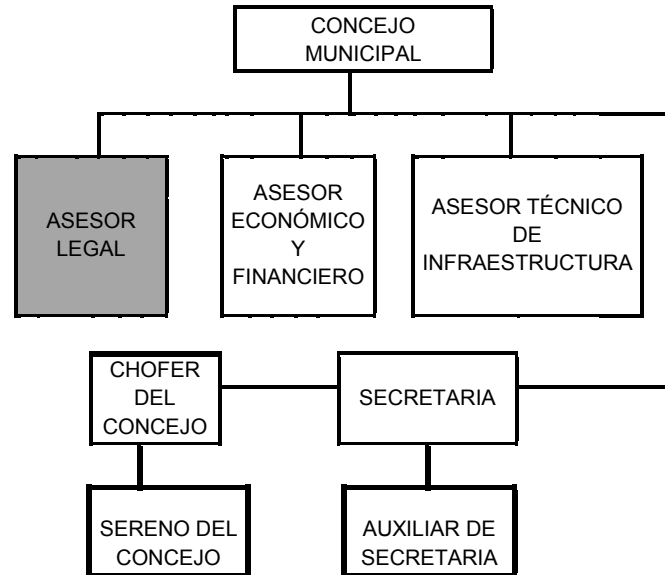 CONCEJO
MUNICIPAL
ASESOR
LEGAL
ASESOR
ECONÓMICO
Y
FINANCIERO
ASESOR TÉCNICO
DE
INFRAESTRUCTURA
CHOFER
DEL
CONCEJO
SECRETARIA
SERENO DEL
CONCEJO
AUXILIAR DE
SECRETARIA